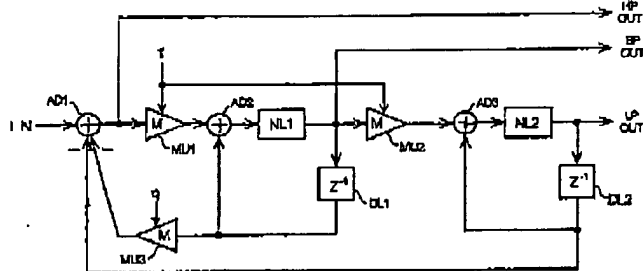 HP
OUT
BP
OUT
f
AD1
AD2
AD3
IN
M
NL1
M
NL2
LP
OUT
MU1
MU2
Z⁻¹
DL1
Z⁻¹
DL2
M
MU3